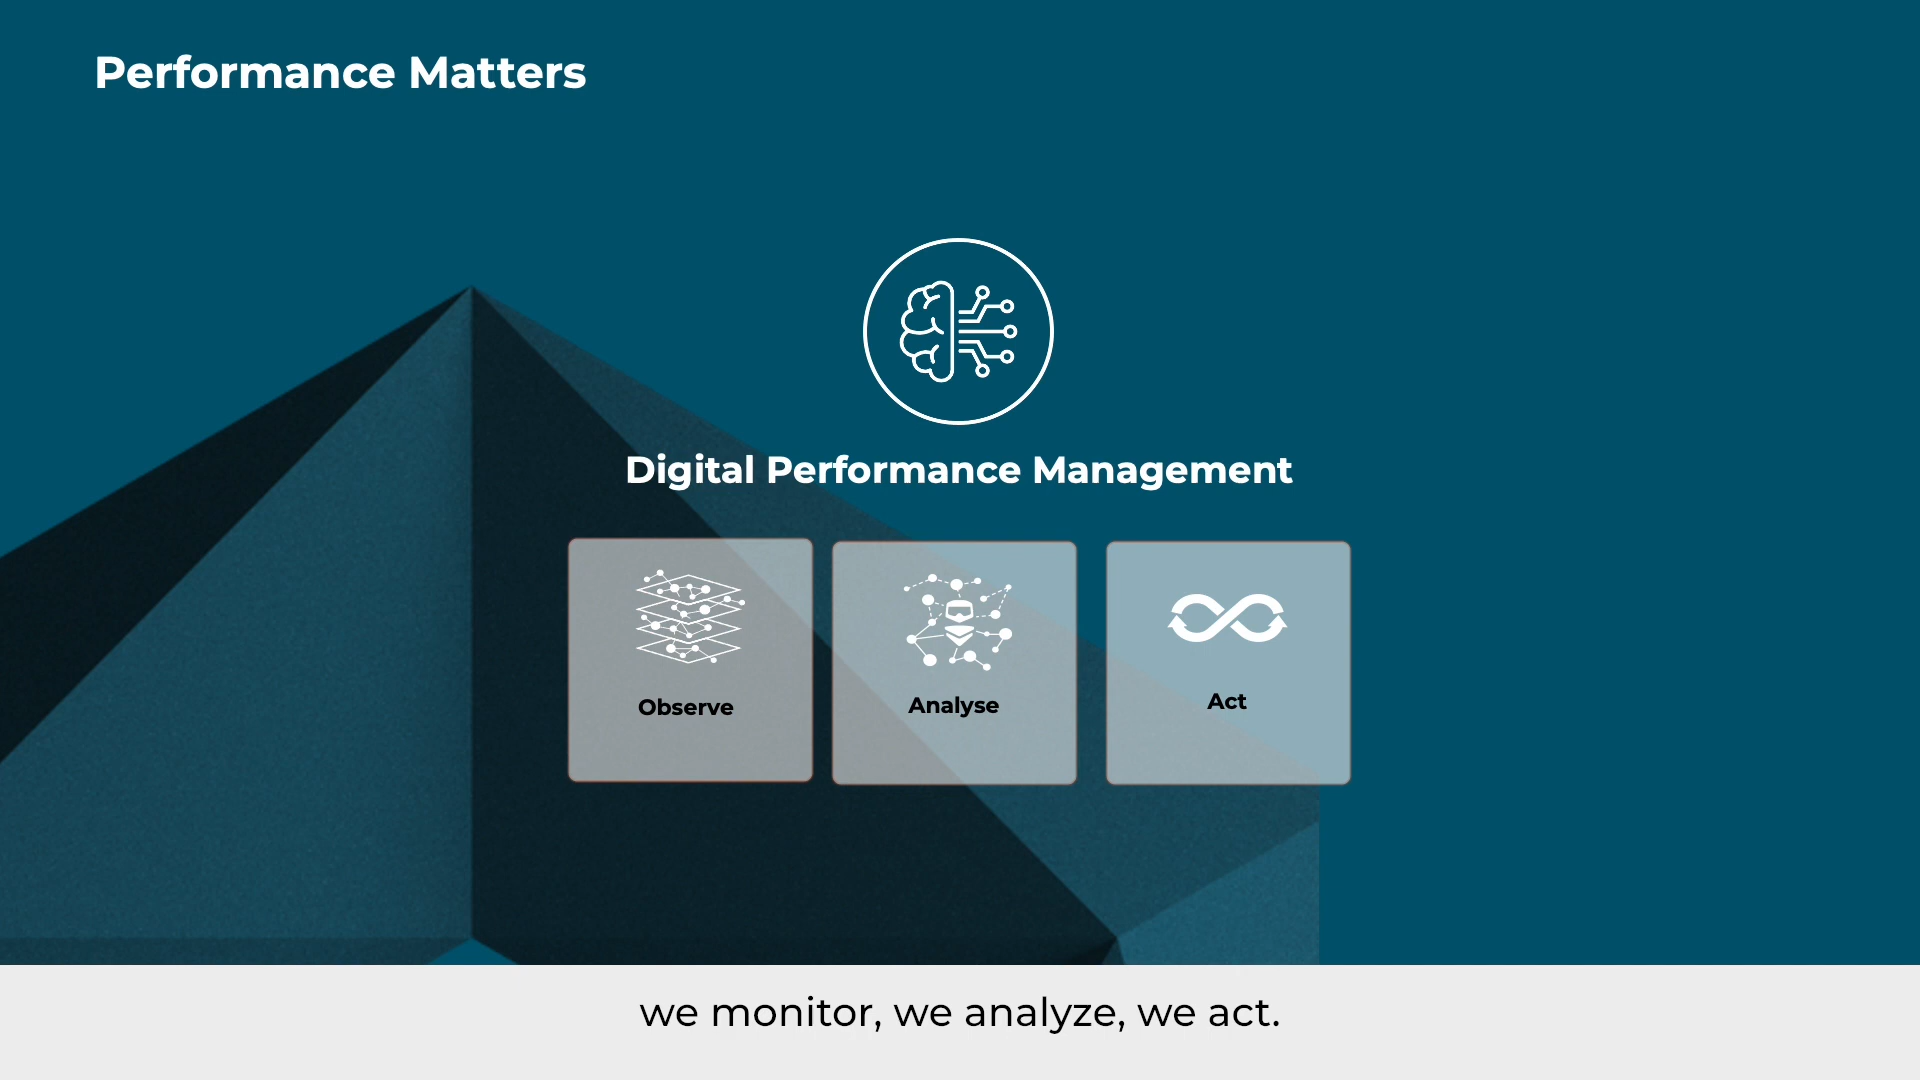 Performance Matters
Digital Performance Management
Observe
Analyse
Act
we monitor, we analyze, we act.